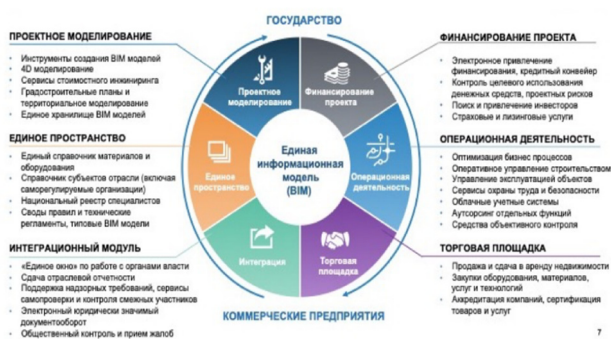 ГОСУДАРСТВО
ПРОЕКТНОЕ МОДЕЛИРОВАНИЕ
• Инструменты создания BIM моделей
• 4D моделирование
• Сервисы стоимостного инжиниринга
• Градостроительные планы и
территориальное моделирование
• Единое хранилище BIM моделей
ЕДИНОЕ ПРОСТРАНСТВО
• Единый справочник материалов и
оборудования
• Справочник субъектов отрасли (включая
саморегулируемые организации)
• Национальный реестр специалистов
• Своды правил и технические
регламенты, типовые BIM модели
ИНТЕГРАЦИОННЫЙ МОДУЛЬ
• «Единое окно» по работе с органами власти
• Сдача отраслевой отчетности
• Поддержка надзорных требований, сервисы
самопроверки и контроля смежных участников
• Электронный юридически значимый
документооборот
• Общественный контроль и прием жалоб
Проектное
моделирование
Финансирование
проекта
Единое
пространство
Единая
информационная
модель
(BIM)
Операционная
деятельность
Интеграция
Торговая
площадка
КОММЕРЧЕСКИЕ ПРЕДПРИЯТИЯ
ФИНАНСИРОВАНИЕ ПРОЕКТА
• Электронное привлечение
финансирования, кредитный конвейер
• Контроль целевого использования
денежных средств, проектных рисков
• Поиск и привлечение инвесторов
• Страховые и лизинговые услуги
ОПЕРАЦИОННАЯ ДЕЯТЕЛЬНОСТЬ
• Оптимизация бизнес процессов
• Оперативное управление строительством
• Управление эксплуатацией объектов
• Сервисы охраны труда и безопасности
• Облачные учетные системы
• Аутсорсинг отдельных функций
• Средства объективного контроля
ТОРГОВАЯ ПЛОЩАДКА
• Продажа и сдача в аренду недвижимости
• Закупки оборудования, материалов,
услуг и технологий
• Аккредитация компаний, сертификация
товаров и услуг
7